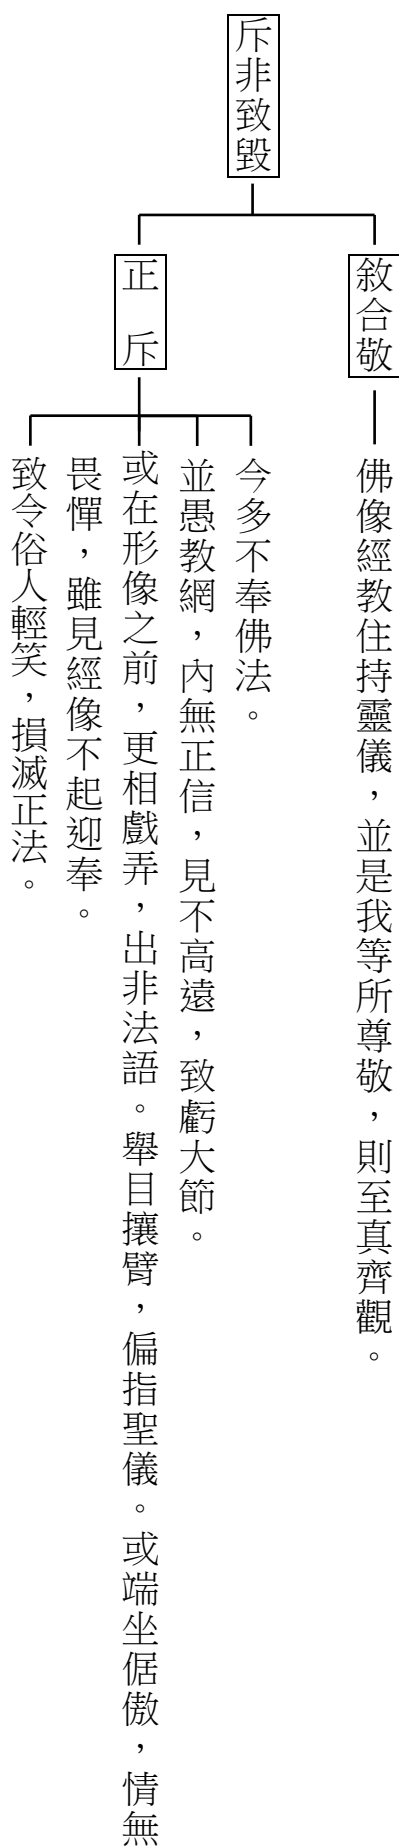 斥非致毀
敘合敬
佛像經教住持靈儀，並是我等所尊敬，則至真齊觀。
正斥
今多不奉佛法。
並愚教網，內無正信，見不高遠，致虧大節。
或在形像之前，更相戲弄，出非法語。舉目攘臂，偏指聖儀。或端坐倨傲，情無
畏憚，雖見經像不起迎奉。
致令俗人輕笑，損滅正法。